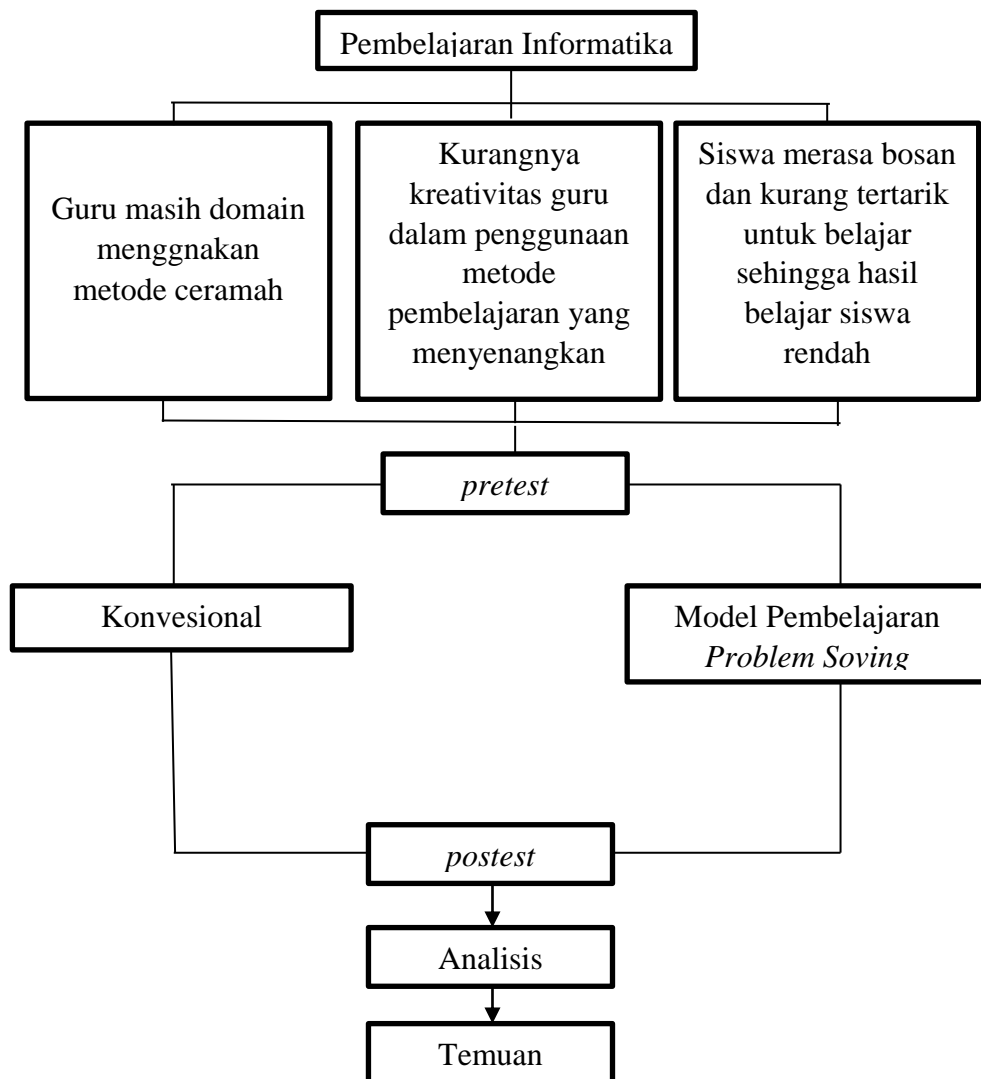 Pembelajaran Informatika
Guru masih domain
menggnakan
metode ceramah
Kurangnya
kreativitas guru
dalam penggunaan
metode
pembelajaran yang
menyenangkan
Siswa merasa bosan
dan kurang tertarik
untuk belajar
sehingga hasil
belajar siswa
rendah
pretest
Konvesional
Model Pembelajaran
Problem Soving
postest
Analisis
Temuan